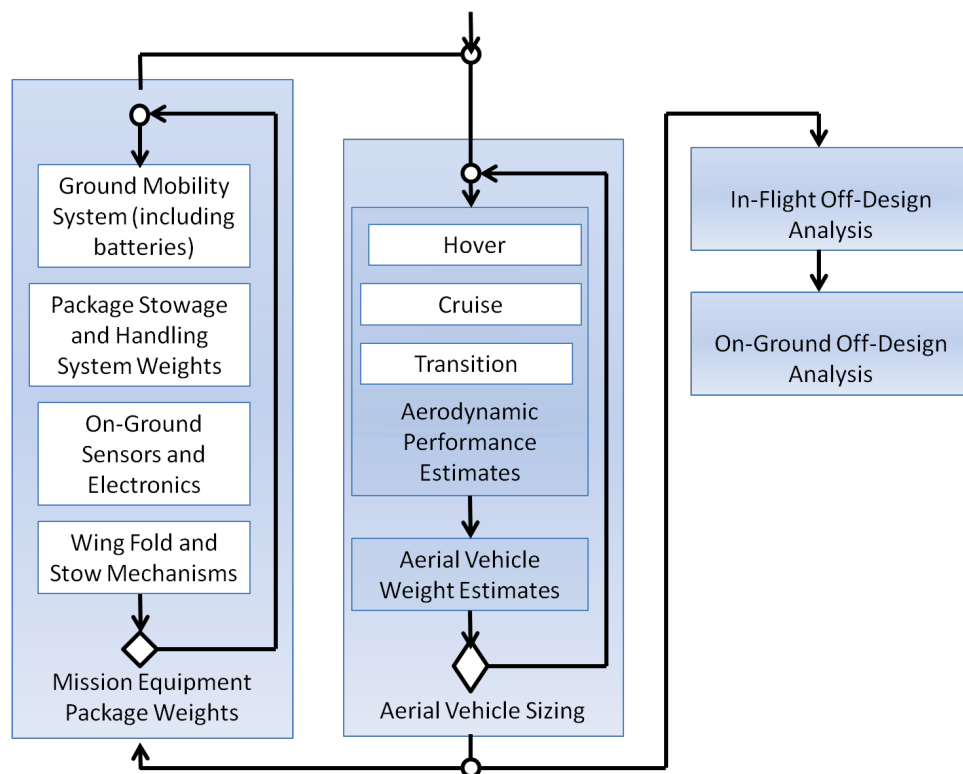 Ground Mobility
System (including
batteries)
Package Stowage
and Handling
System Weights
On-Ground
Sensors and
Electronics
Wing Fold and
Stow Mechanisms
Mission Equipment
Package Weights
Hover
Cruise
Transition
Aerodynamic
Performance
Estimates
Aerial Vehicle
Weight Estimates
Aerial Vehicle Sizing
In-Flight Off-Design
Analysis
On-Ground Off-Design
Analysis